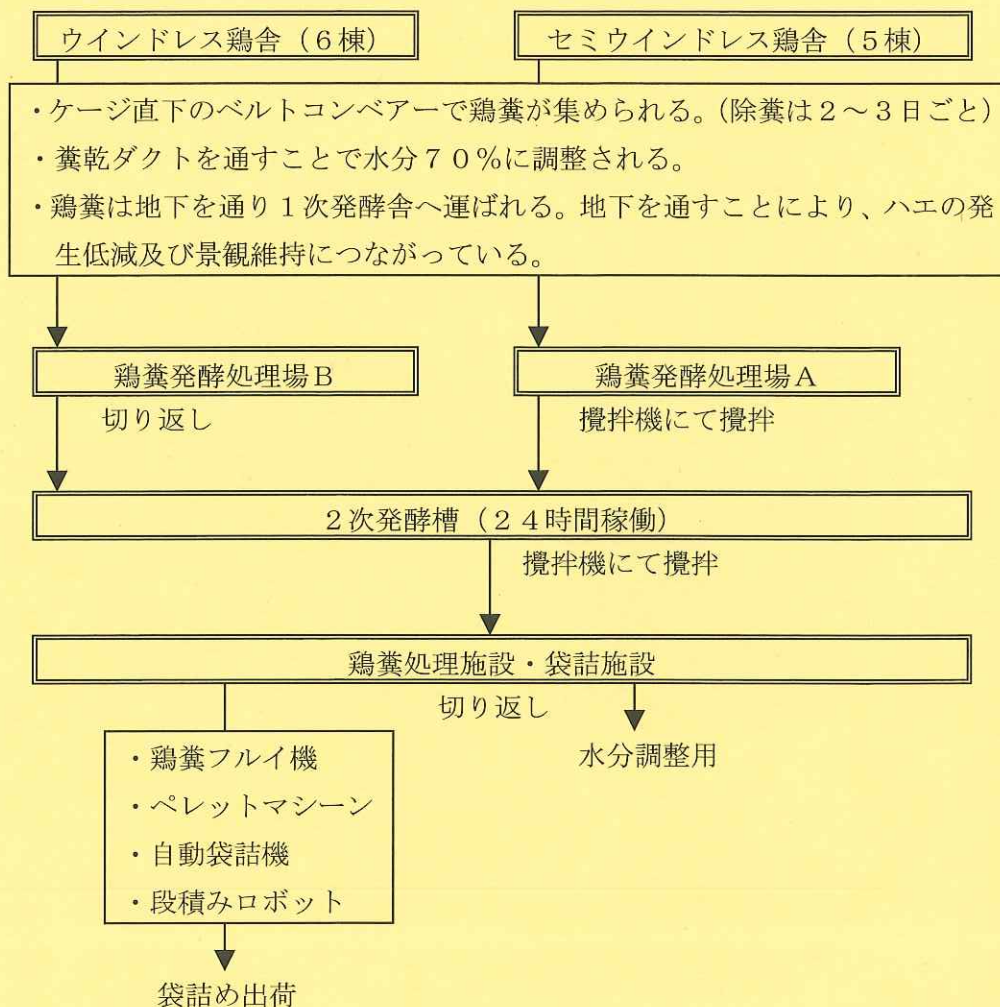 ウインドレス鶏舎（６棟）
セミウインドレス鶏舎（５棟）
・ケージ直下のベルトコンベアーで鶏糞が集められる。（除糞は２～３日ごと）
・糞乾ダクトを通すことで水分７０％に調整される。
・鶏糞は地下を通り１次発酵舎へ運ばれる。地下を通すことにより、ハエの発
生低減及び景観維持につながっている。
鶏糞発酵処理場Ｂ
鶏糞発酵処理場Ａ
切り返し
攪拌機にて攪拌
２次発酵槽（２４時間稼働）
攪拌機にて攪拌
鶏糞処理施設・袋詰施設
切り返し
・鶏糞フルイ機
・ペレットマシーン
・自動袋詰機
・段積みロボット
水分調整用
袋詰め出荷